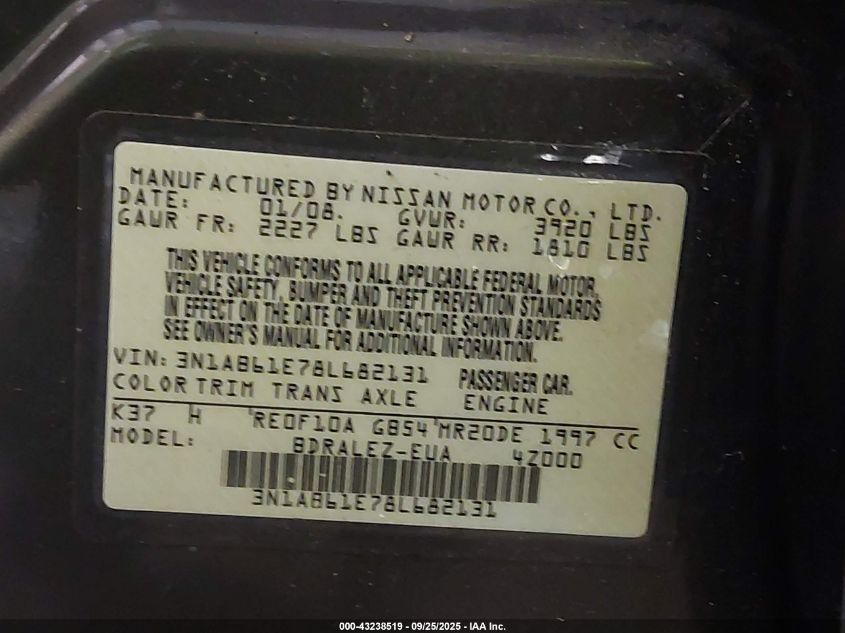 MANUFACTURED BY NISSAN MOTOR CO., LTD.
DATE: 01/08. GVWR: 3920 LBS
GAWR FR: 2227 LBS GAWR RR: 1810 LBS
THIS VEHICLE CONFORMS TO ALL APPLICABLE FEDERAL MOTOR
VEHICLE SAFETY, BUMPER AND THEFT PREVENTION STANDARDS
IN EFFECT ON THE DATE OF MANUFACTURE SHOWN ABOVE.
SEE OWNER'S MANUAL FOR ADDITIONAL INFORMATION.
VIN: 3N1AB61E78L682131 PASSENGER CAR.
COLOR TRIM TRANS AXLE ENGINE
K37 H RE0F10A GB54 MR20DE 1997 CC
MODEL: BDRALEZ-EUA 4Z000
3N1AB61E78L682131
000-43238519 - 09/25/2025 - IAA Inc.